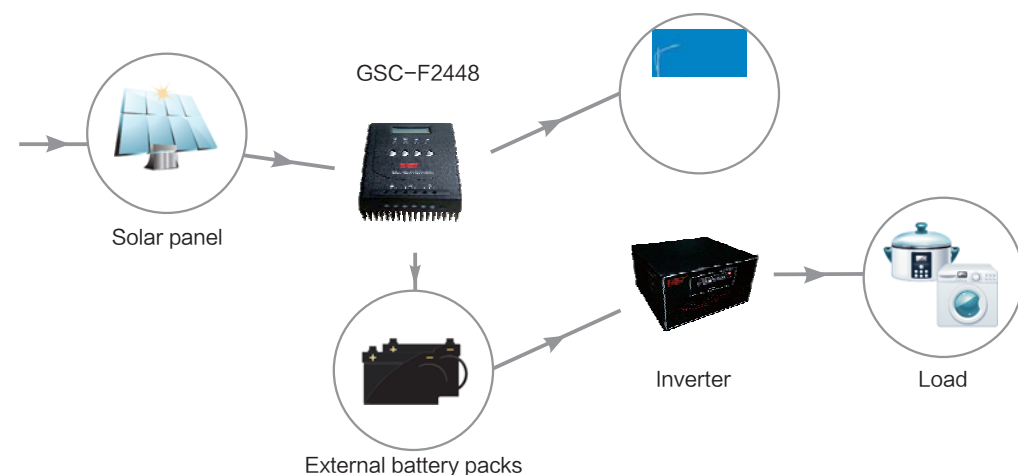 GSC-F2448
Solar panel
Inverter
Load
External battery packs